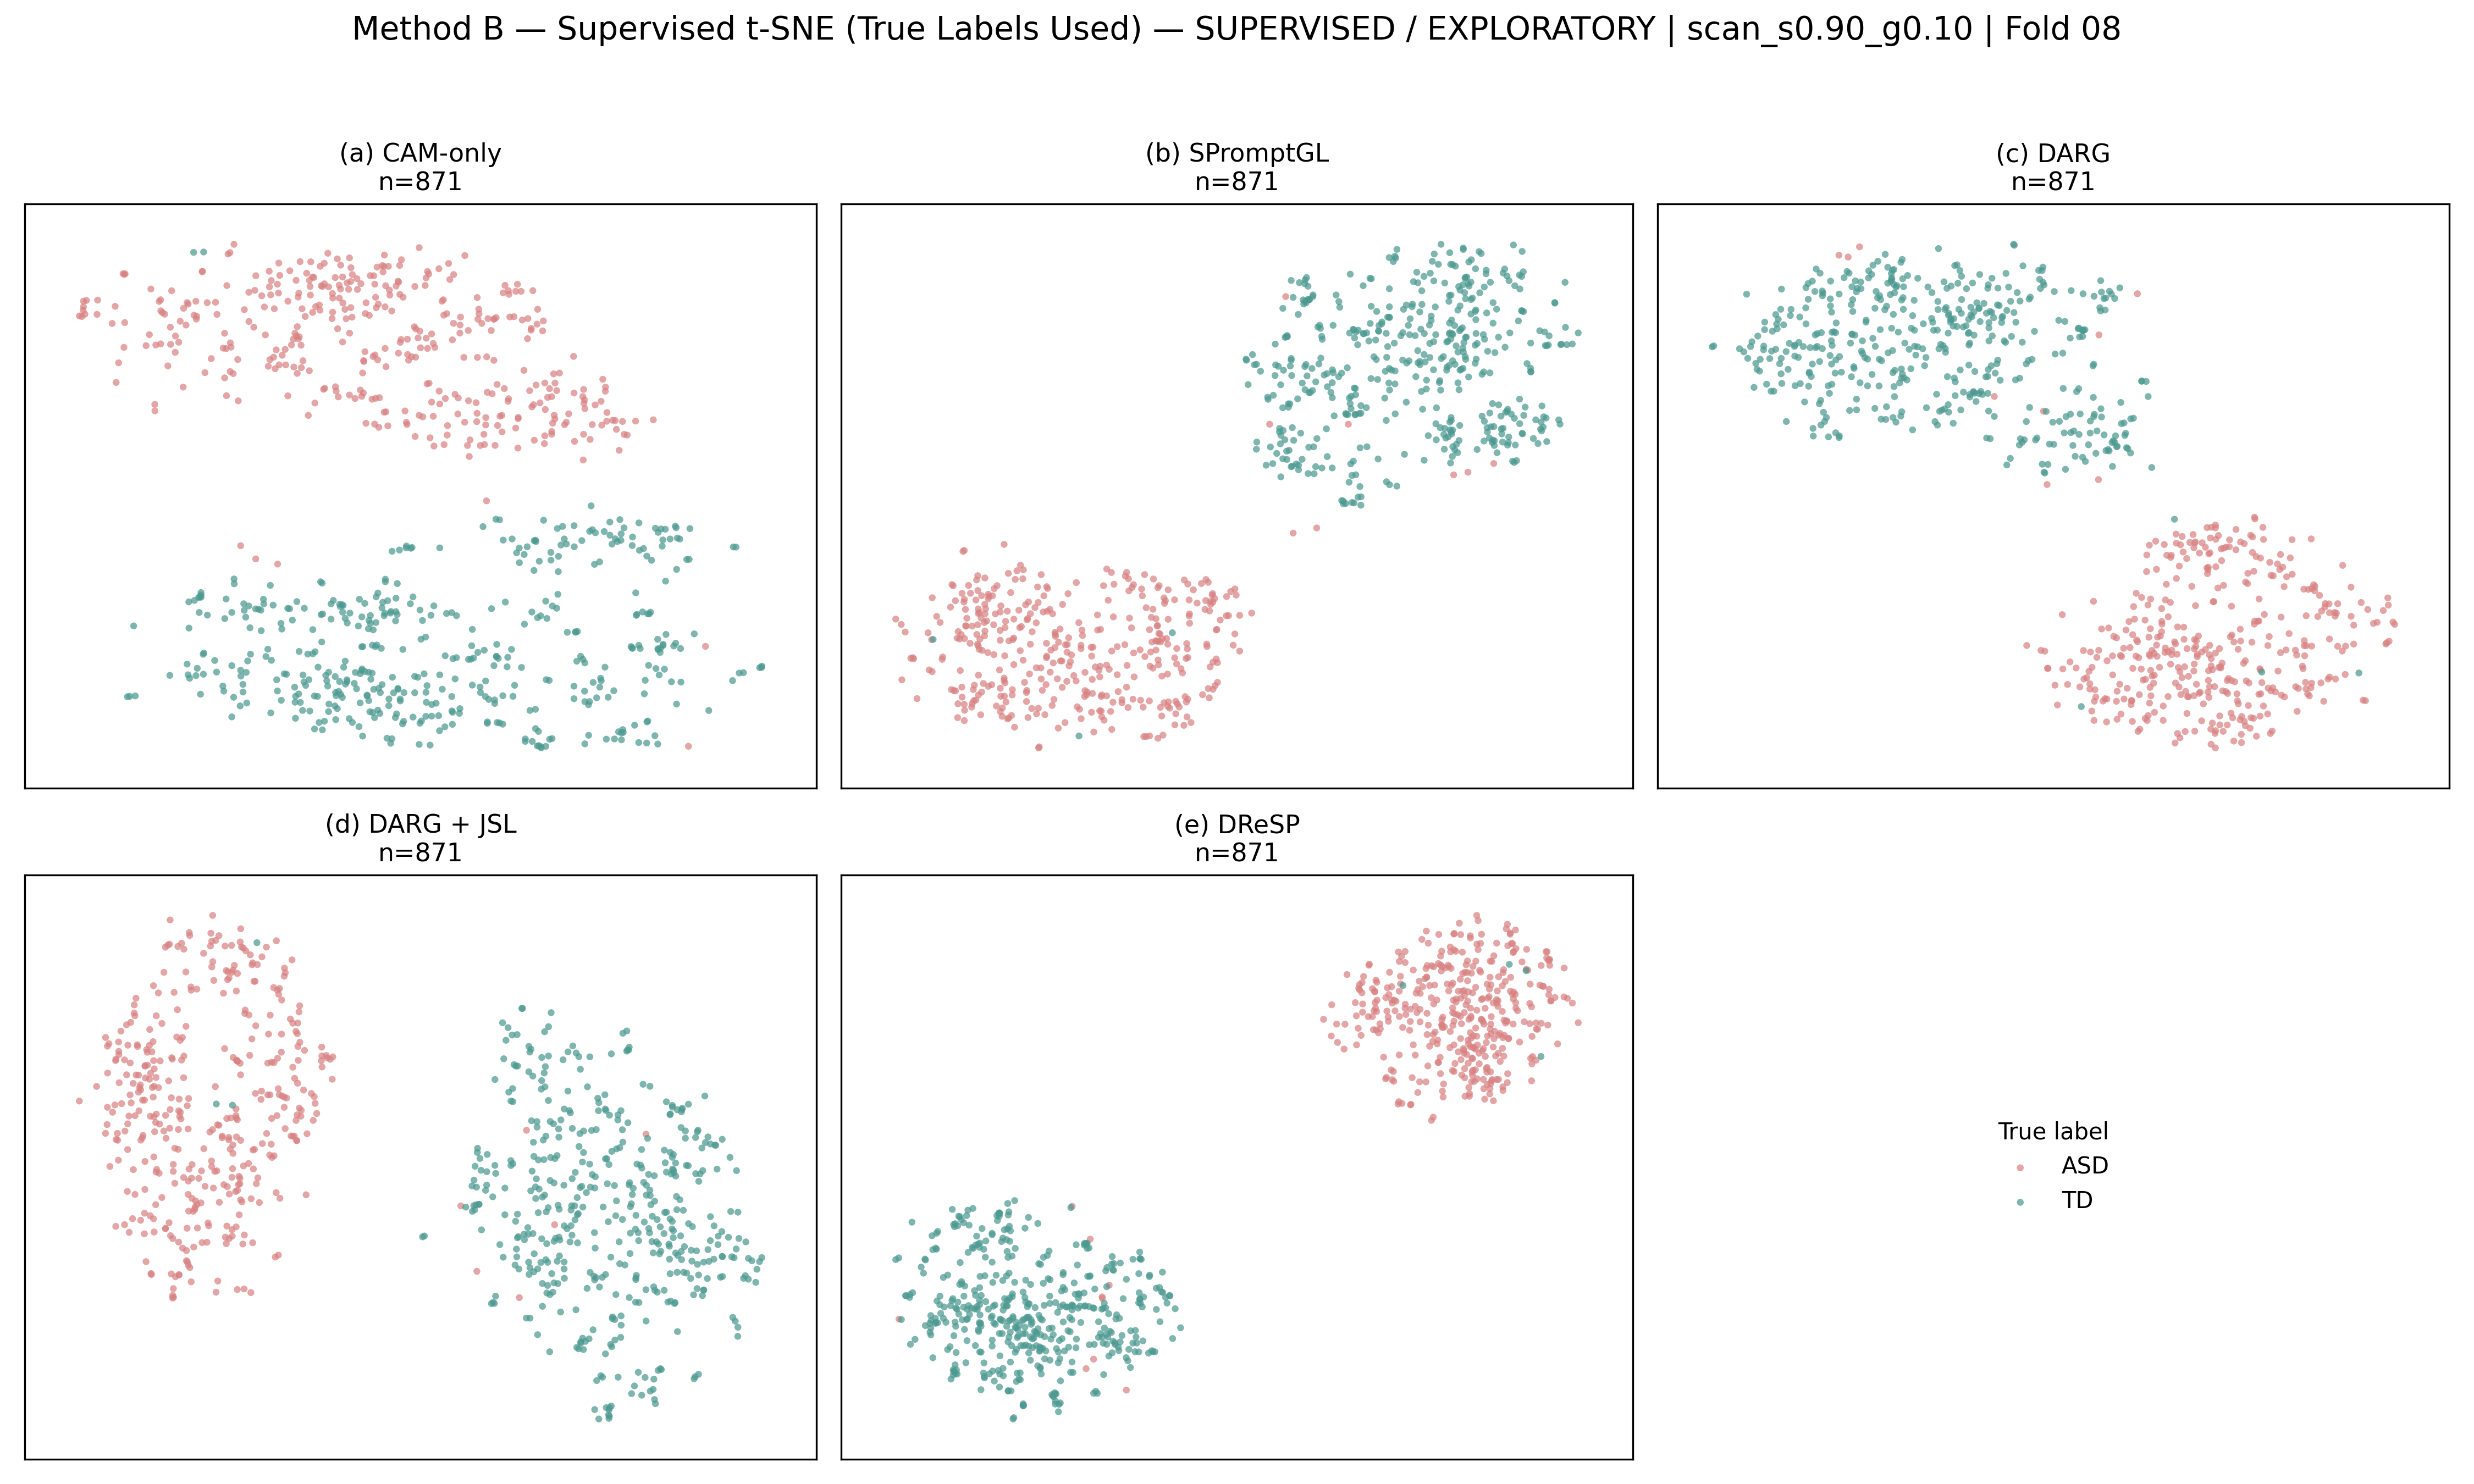 Method B — Supervised t-SNE (True Labels Used) — SUPERVISED / EXPLORATORY | scan_s0.90_g0.10 | Fold 08
(a) CAM-only
n=871
(b) SPromptGL
n=871
(c) DARG
n=871
(d) DARG + JSL
n=871
(e) DReSP
n=871
True label
ASD
TD